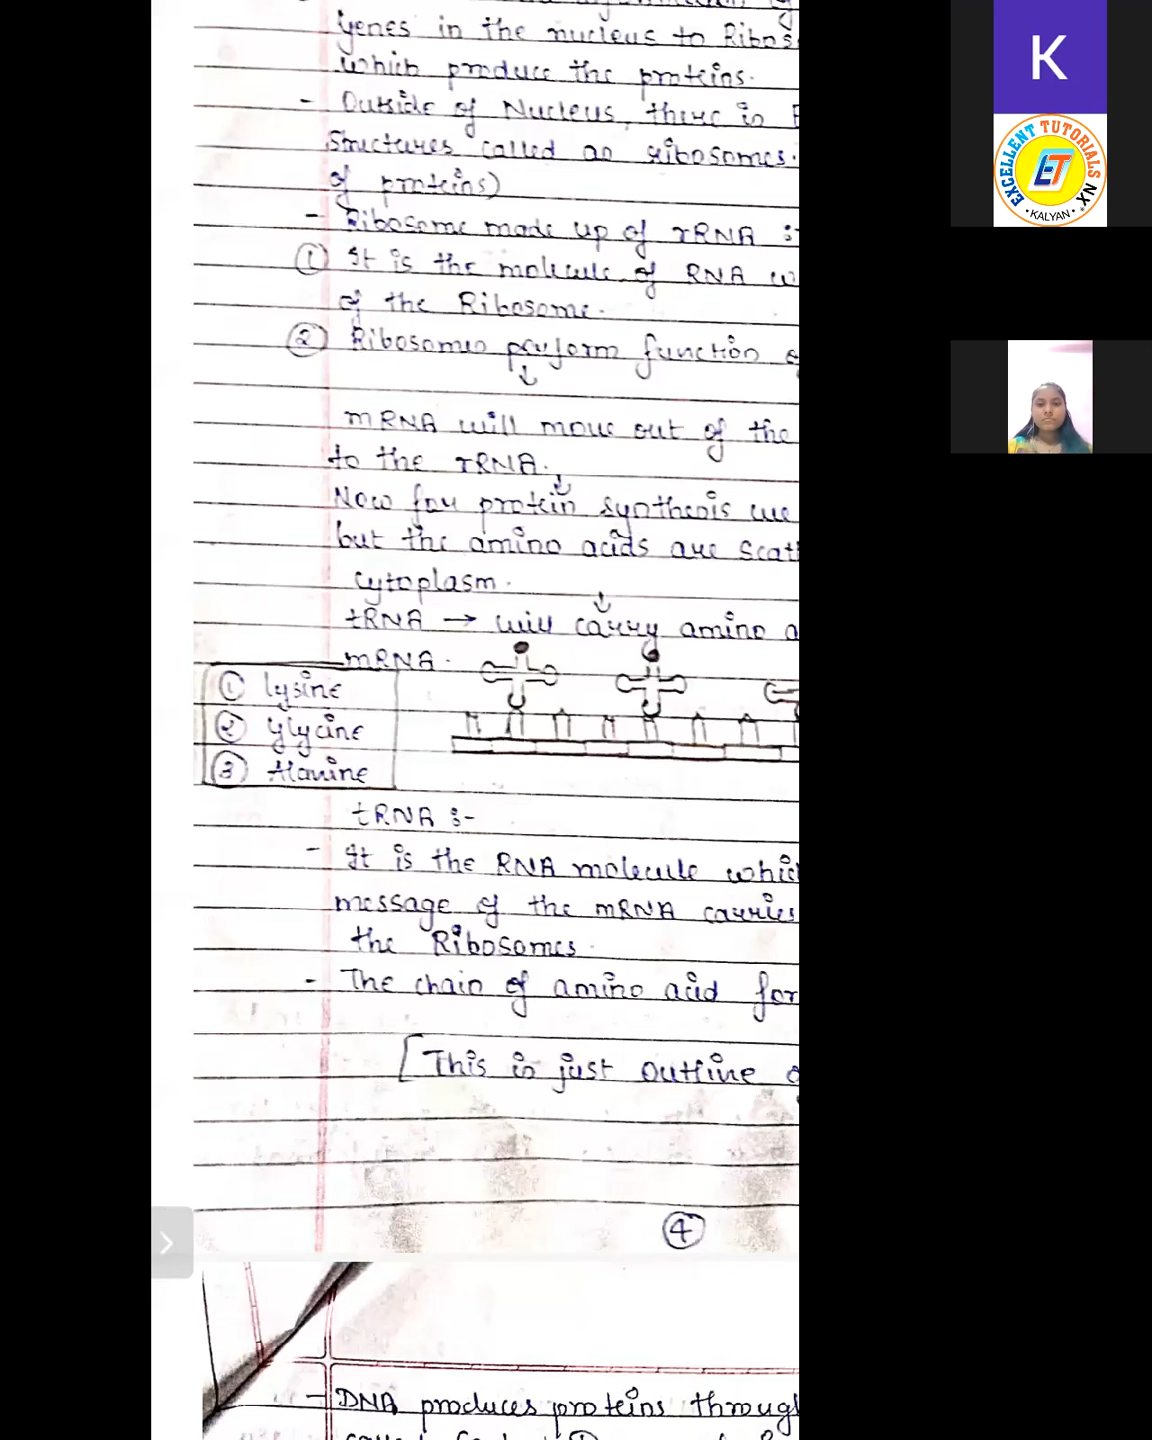 Genes in the nucleus to Ribos
which produce the proteins.
- Outside of Nucleus, there is
Structures called as ribosomes.
of proteins)
- Ribosome made up of rRNA :-
① It is the molecule of RNA w
of the Ribosome.
② Ribosomes perform function
↓
mRNA will move out of the
to the rRNA.
↓
Now for protein synthesis we
but the amino acids are scatt
cytoplasm.
↓
tRNA → will carry amino a
mRNA.
① lysine
② Glycine
③ Alanine
tRNA :-
- It is the RNA molecule whic
message of the mRNA carries
the Ribosomes.
- The chain of amino acid for
[This is just outline o
④
- DNA produces proteins throug
K
EXCELLENT TUTORIALS NX
ET
• KALYAN •